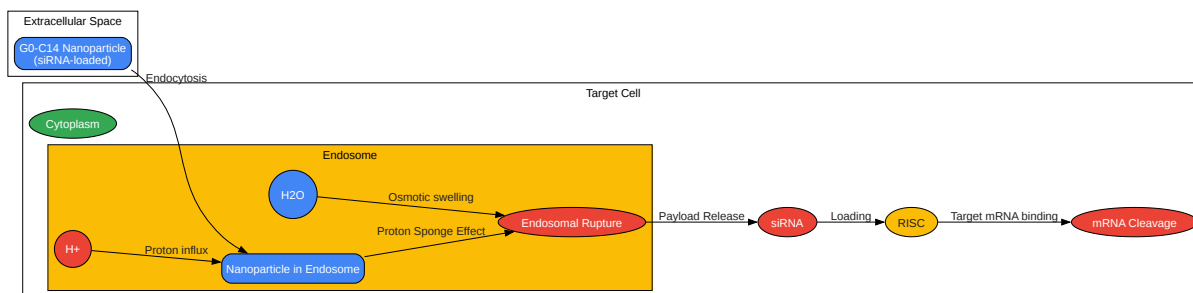 Extracellular Space
G0-C14 Nanoparticle
(siRNA-loaded)
Endocytosis
Target Cell
Cytoplasm
Endosome
H2O
Osmotic swelling
Endosomal Rupture
Payload Release
siRNA
Loading
RISC
Target mRNA binding
mRNA Cleavage
Proton Sponge Effect
H+
Proton influx
Nanoparticle in Endosome